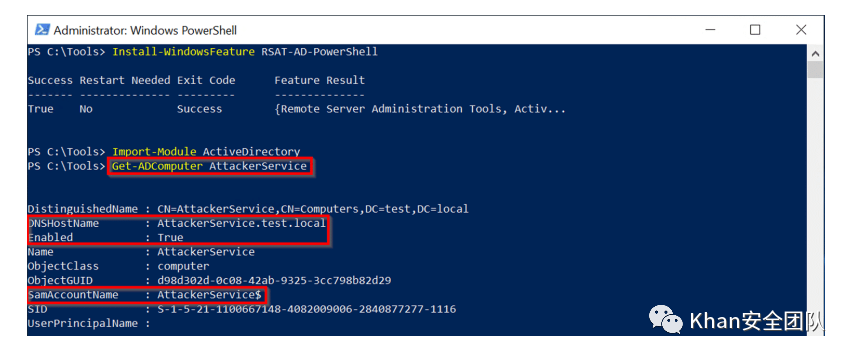 Administrator: Windows PowerShell
PS C:\Tools> Install-WindowsFeature RSAT-AD-PowerShell
Success Restart Needed Exit Code      Feature Result
------- -------------- ---------      --------------
True    No             Success        {Remote Server Administration Tools, Activ...
PS C:\Tools> Import-Module ActiveDirectory
PS C:\Tools> Get-ADComputer AttackerService
DistinguishedName : CN=AttackerService,CN=Computers,DC=test,DC=local
DNSHostName       : AttackerService.test.local
Enabled           : True
Name              : AttackerService
ObjectClass       : computer
ObjectGUID        : d98d302d-0c08-42ab-9325-3cc798b82d29
SamAccountName    : AttackerService$
SID               : S-1-5-21-1100667148-4082009006-2840877277-1116
UserPrincipalName :
Khan安全团队